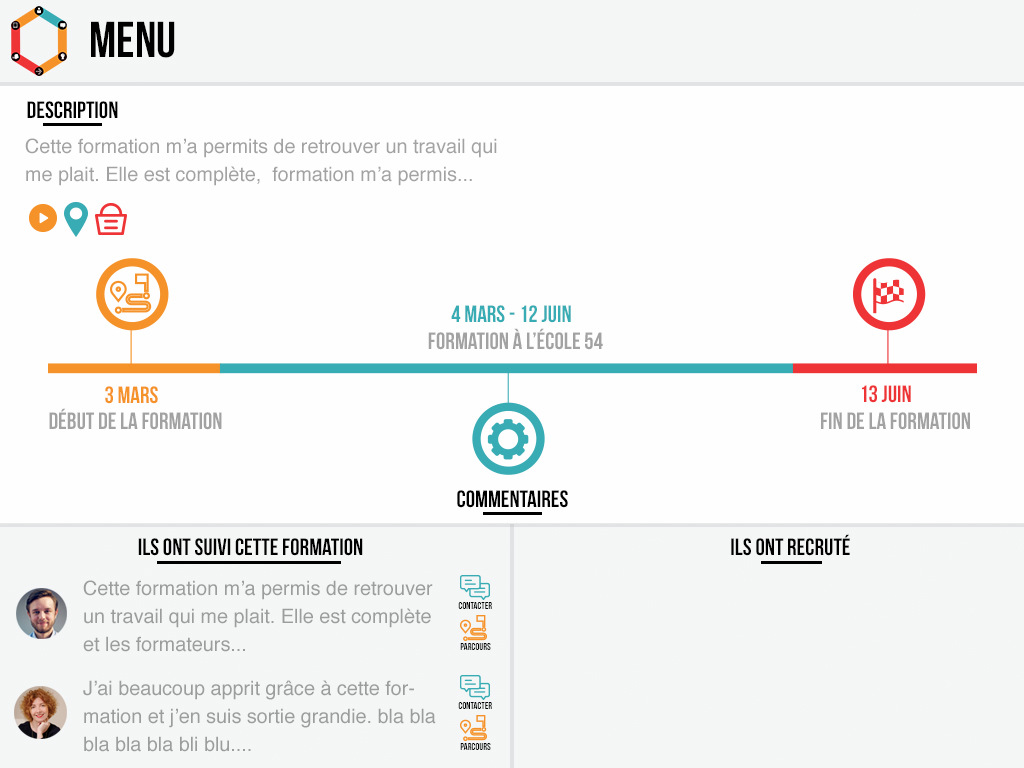 MENU
DESCRIPTION
Cette formation m’a permits de retrouver un travail qui
me plait. Elle est complète,  formation m’a permis...
4 MARS - 12 JUIN
FORMATION À L’ÉCOLE 54
3 MARS
DÉBUT DE LA FORMATION
13 JUIN
FIN DE LA FORMATION
COMMENTAIRES
ILS ONT SUIVI CETTE FORMATION
Cette formation m’a permis de retrouver
un travail qui me plait. Elle est complète
et les formateurs...
CONTACTER
PARCOURS
J’ai beaucoup apprit grâce à cette for-
mation et j’en suis sortie grandie. bla bla
bla bla bla bli blu....
CONTACTER
PARCOURS
ILS ONT RECRUTÉ